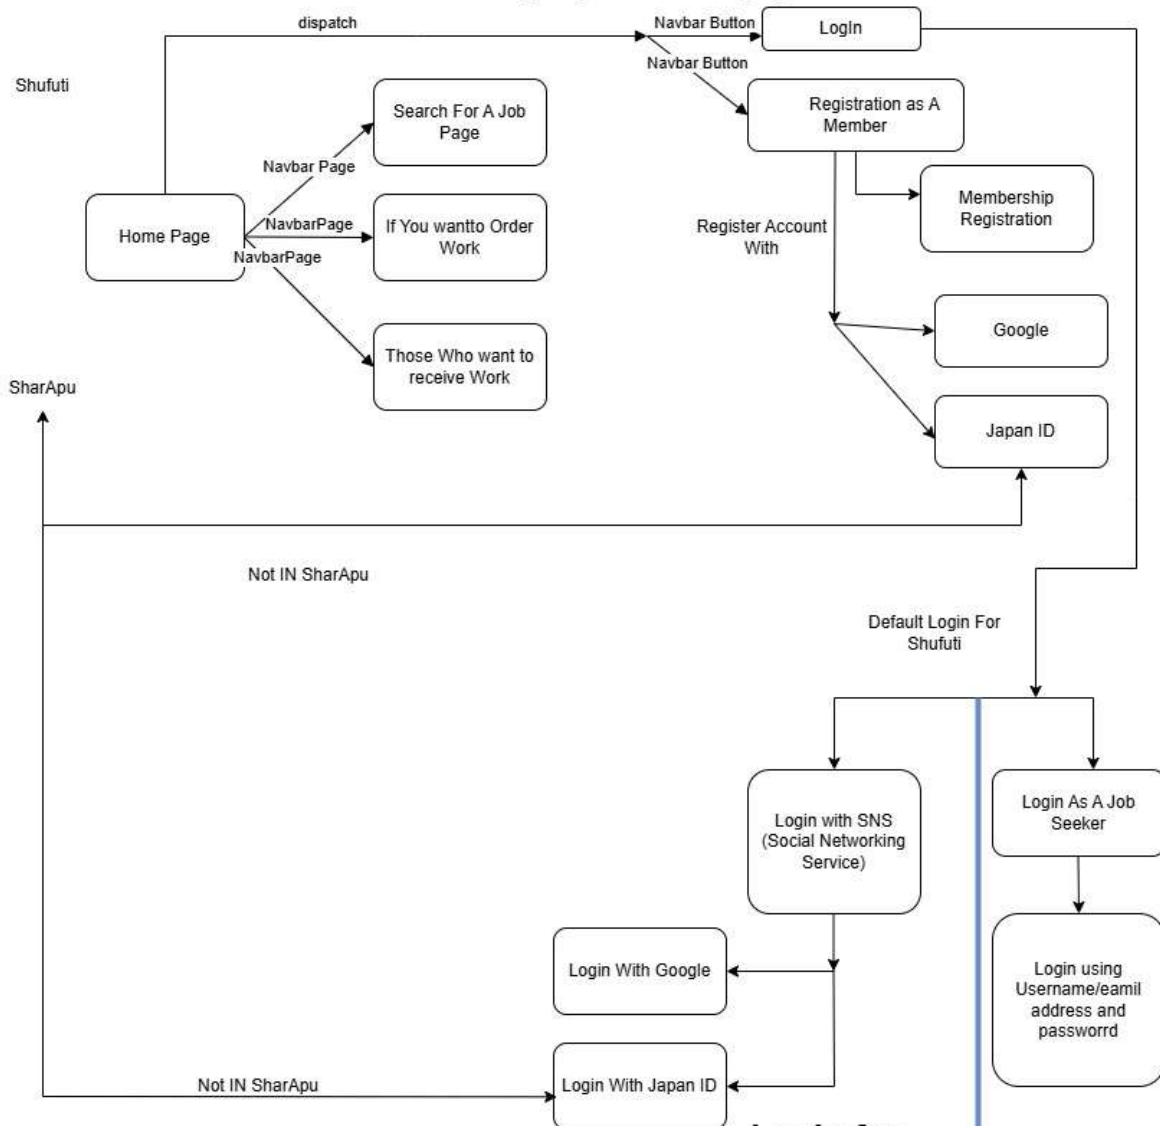 dispatch
Navbar Button
LogIn
Navbar Button
Shufuti
Search For A Job
Page
Registration as A
Member
Navbar Page
Membership
Registration
Home Page
NavbarPage
If You wantto Order
Work
Register Account
With
NavbarPage
Google
Those Who want to
receive Work
SharApu
Japan ID
Not IN SharApu
Default Login For
Shufuti
Login with SNS
(Social Networking
Service)
Login As A Job
Seeker
Login With Google
Login using
Username/eamil
address and
passworrd
Not IN SharApu
Login With Japan ID